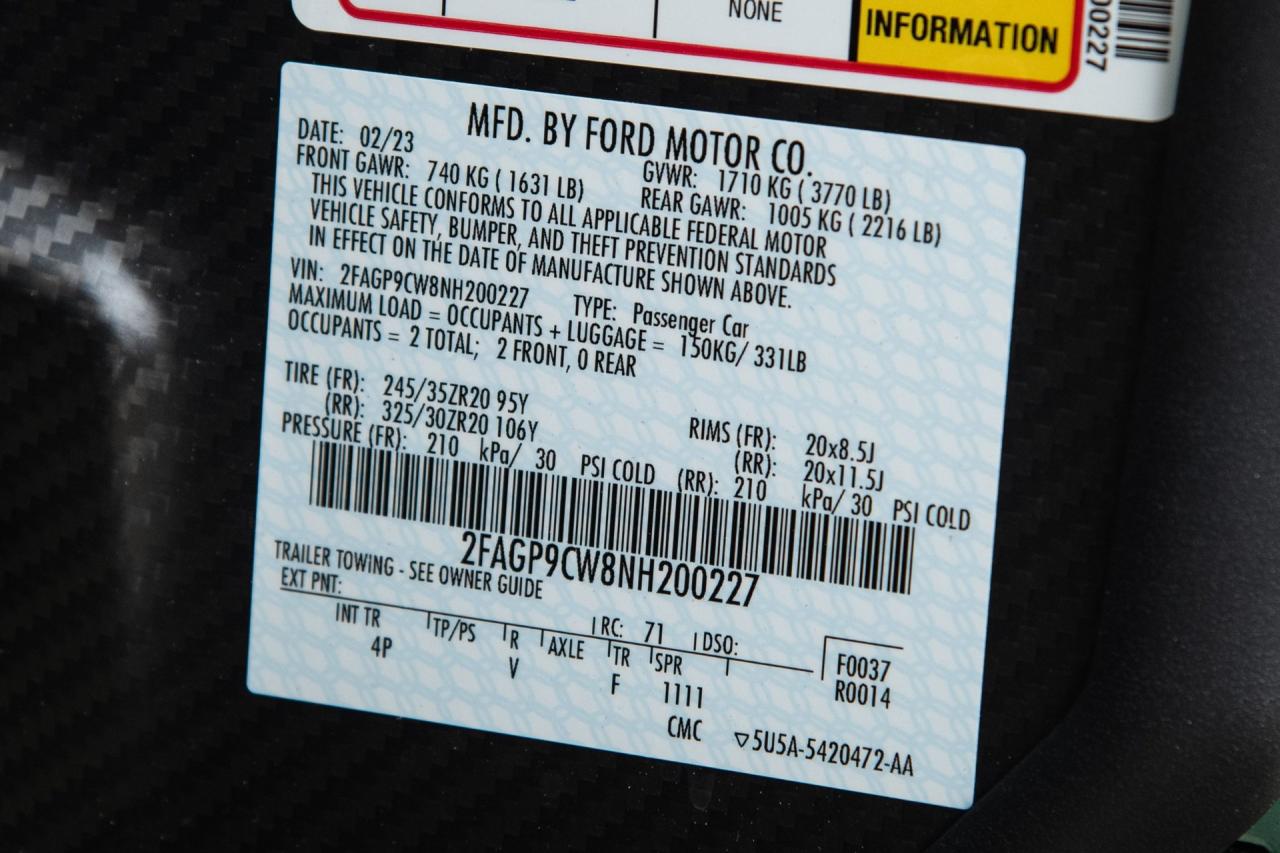 NONE
INFORMATION
00227
MFD. BY FORD MOTOR CO.
DATE: 02/23 GVWR: 1710 KG ( 3770 LB)
FRONT GAWR: 740 KG ( 1631 LB) REAR GAWR: 1005 KG ( 2216 LB)
THIS VEHICLE CONFORMS TO ALL APPLICABLE FEDERAL MOTOR
VEHICLE SAFETY, BUMPER, AND THEFT PREVENTION STANDARDS
IN EFFECT ON THE DATE OF MANUFACTURE SHOWN ABOVE.
VIN: 2FAGP9CW8NH200227 TYPE: Passenger Car
MAXIMUM LOAD = OCCUPANTS + LUGGAGE = 150KG/ 331LB
OCCUPANTS = 2 TOTAL; 2 FRONT, 0 REAR
TIRE (FR): 245/35ZR20 95Y RIMS (FR): 20x8.5J
(RR): 325/30ZR20 106Y (RR): 20x11.5J
PRESSURE (FR): 210 kPa/ 30 PSI COLD (RR): 210 kPa/ 30 PSI COLD
2FAGP9CW8NH200227
TRAILER TOWING - SEE OWNER GUIDE
EXT PNT: RC: 71 DSO:
INT TR TP/PS R AXLE TR SPR F0037
4P V F 1111 R0014
CMC ▽5U5A-5420472-AA